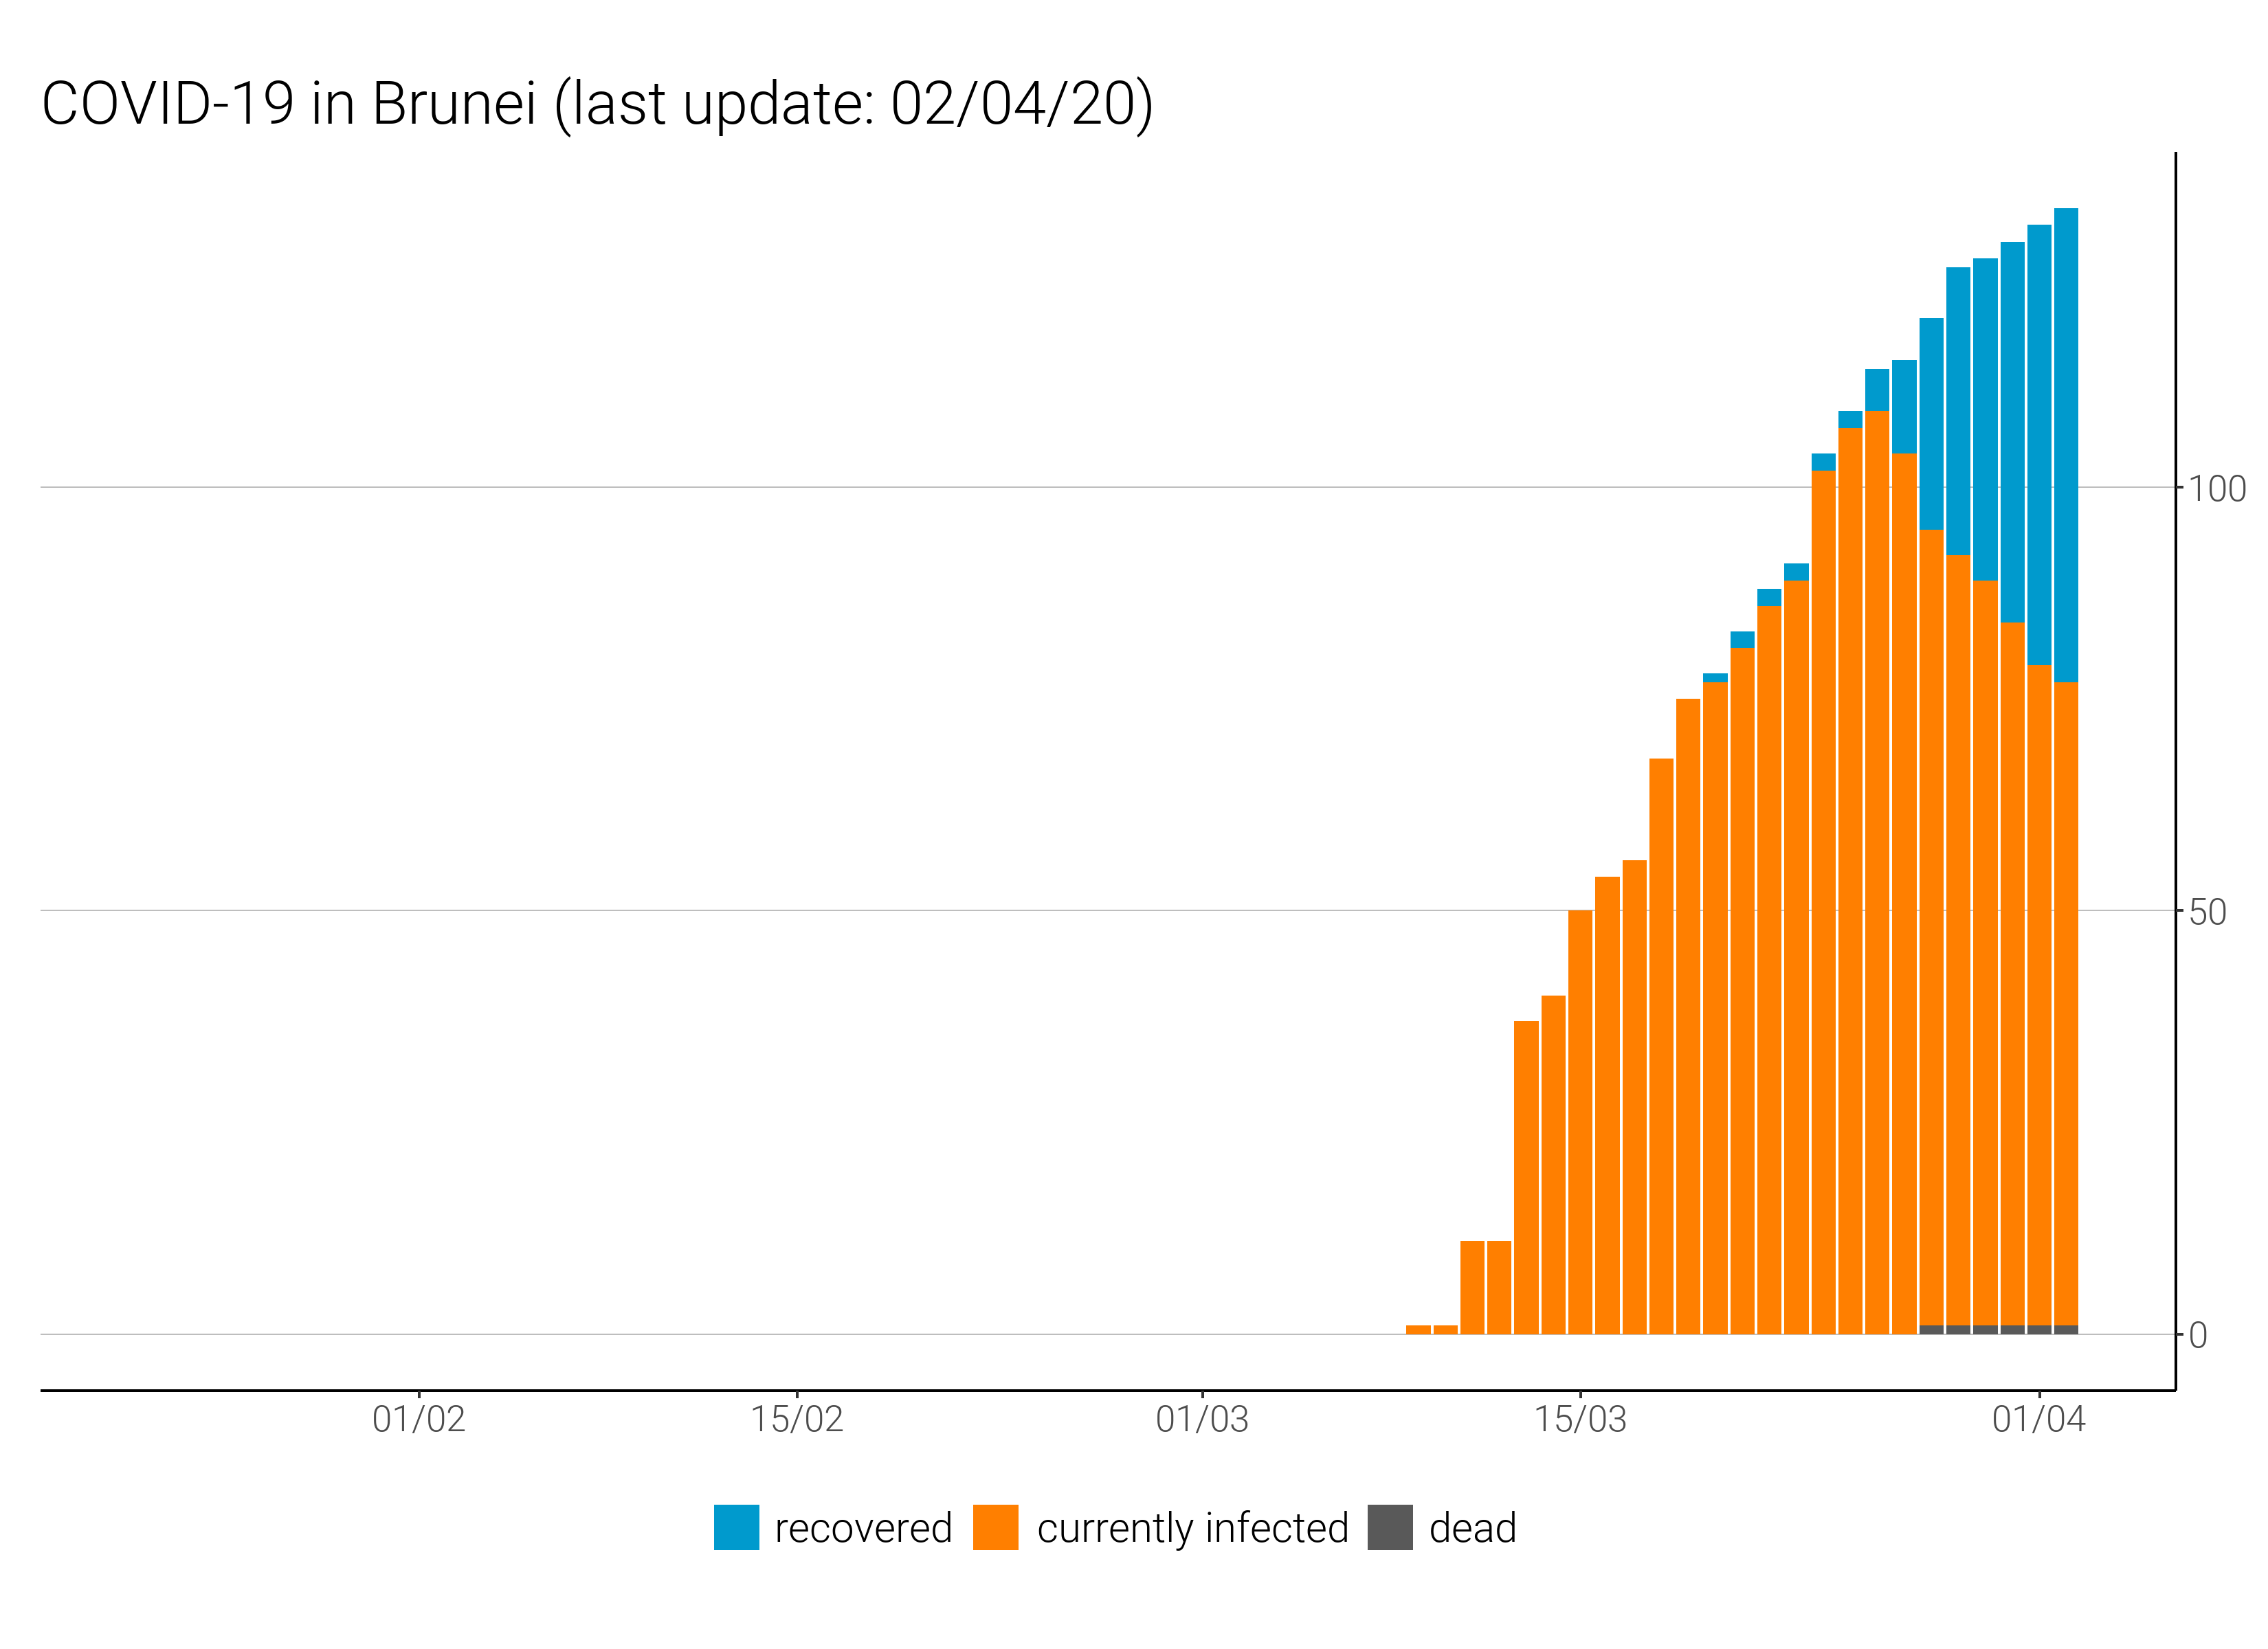 COVID-19 in Brunei (last update: 02/04/20)
100
50
0
01/02 15/02 01/03 15/03 01/04
recovered currently infected dead